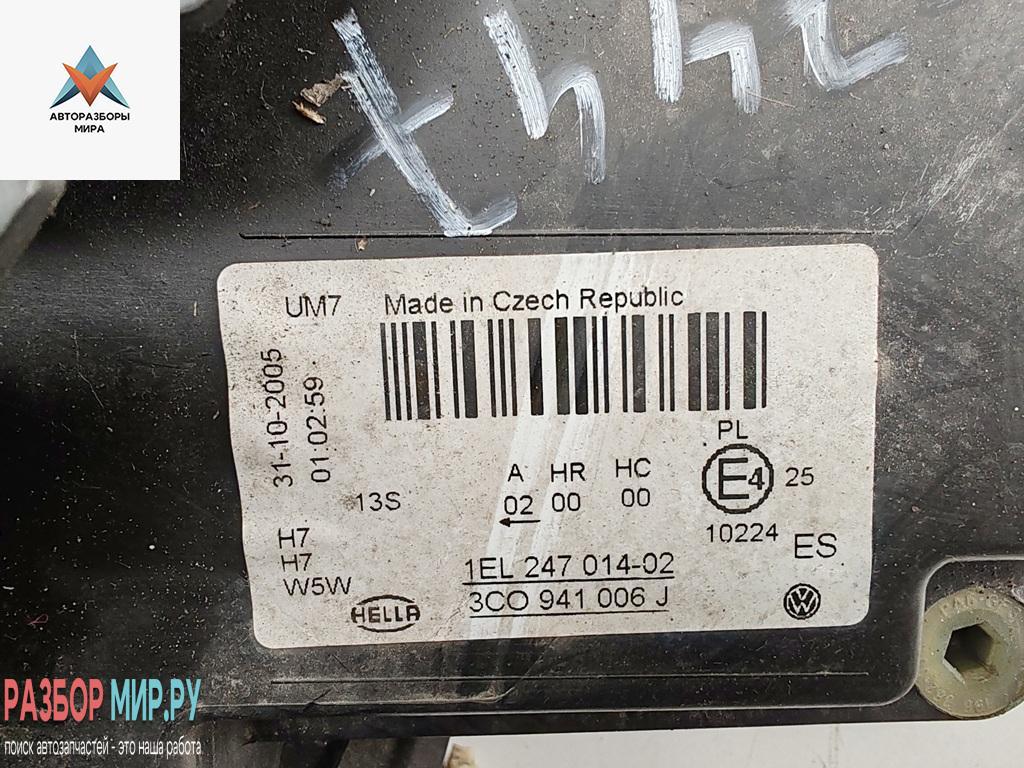 АВТОРАЗБОРЫ
МИРА
UM7 Made in Czech Republic
31-10-2005
01:02:59
PL
E4 25
10224
13S
A HR HC
02 00 00
H7
H7
W5W
ES
1EL 247 014-02
3C0 941 006 J
HELLA
VW
РАЗБОР МИР.РУ
поиск автозапчастей - это наша работа